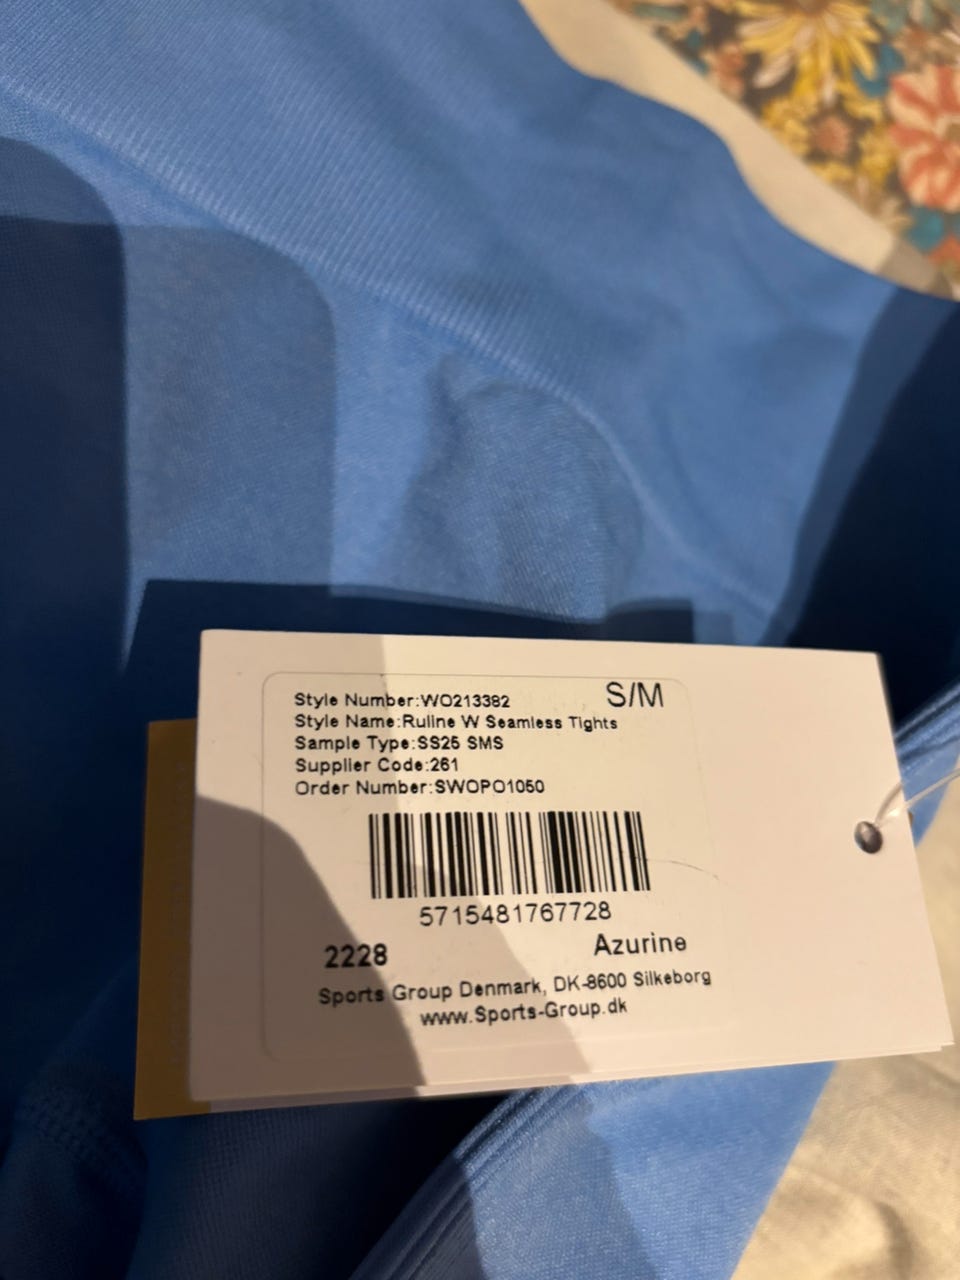 S/M
Style Number:WO213382
Style Name:Ruline W Seamless Tights
Sample Type:SS25 SMS
Supplier Code:261
Order Number:SWOPO1050
5715481767728
2228 Azurine
Sports Group Denmark, DK-8600 Silkeborg
www.Sports-Group.dk